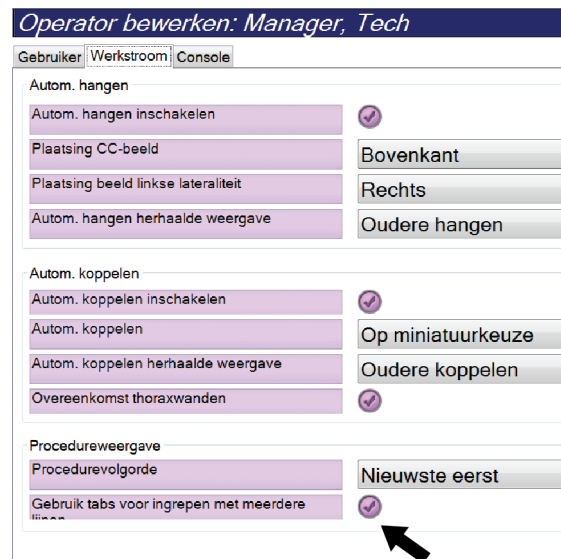 Operator bewerken: Manager, Tech
Gebruiker Werkstroom Console
Autom. hangen
Autom. hangen inschakelen
Plaatsing CC-beeld Bovenkant
Plaatsing beeld linkse lateraliteit Rechts
Autom. hangen herhaalde weergave Oudere hangen
Autom. koppelen
Autom. koppelen inschakelen
Autom. koppelen Op miniatuurkeuze
Autom. koppelen herhaalde weergave Oudere koppelen
Overeenkomst thoraxwanden
Procedureweergave
Procedurevolgorde Nieuwste eerst
Gebruik tabs voor ingrepen met meerdere